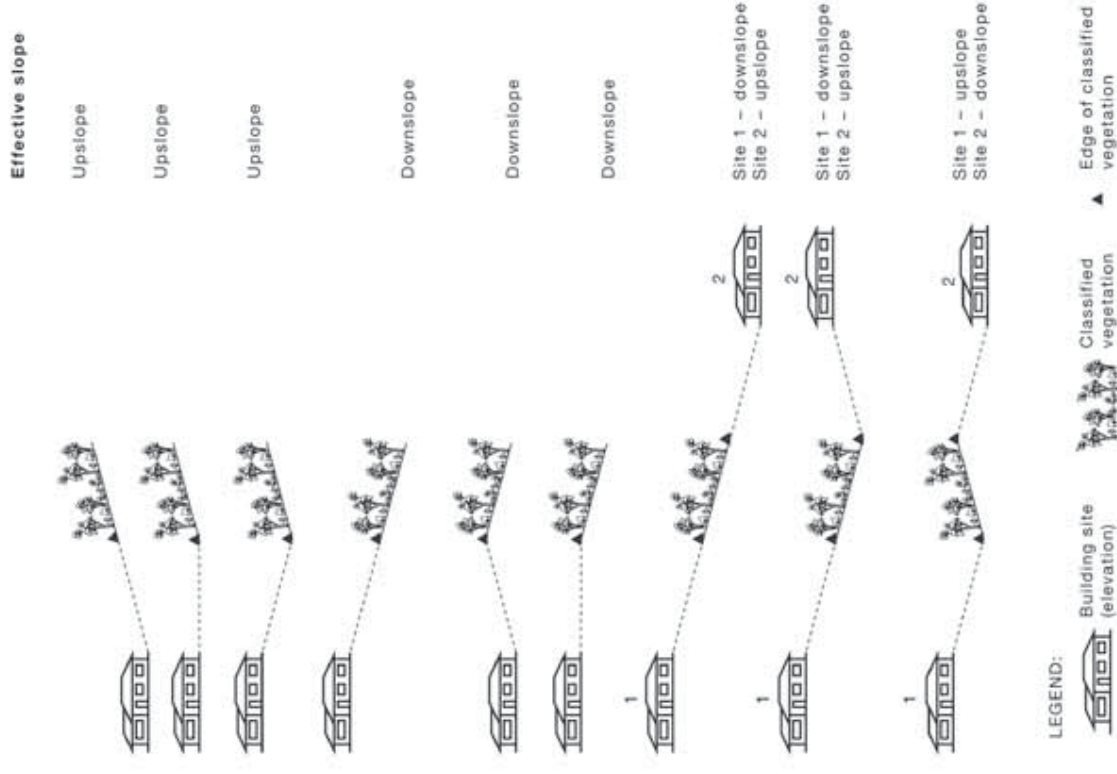 Effective slope
Upslope
Upslope
Upslope
Downslope
Downslope
Downslope
1
2
Site 1 – downslope
Site 2 – upslope
1
2
Site 1 – downslope
Site 2 – upslope
1
2
Site 1 – upslope
Site 2 – downslope
LEGEND:
Building site
(elevation)
Classified
vegetation
Edge of classified
vegetation